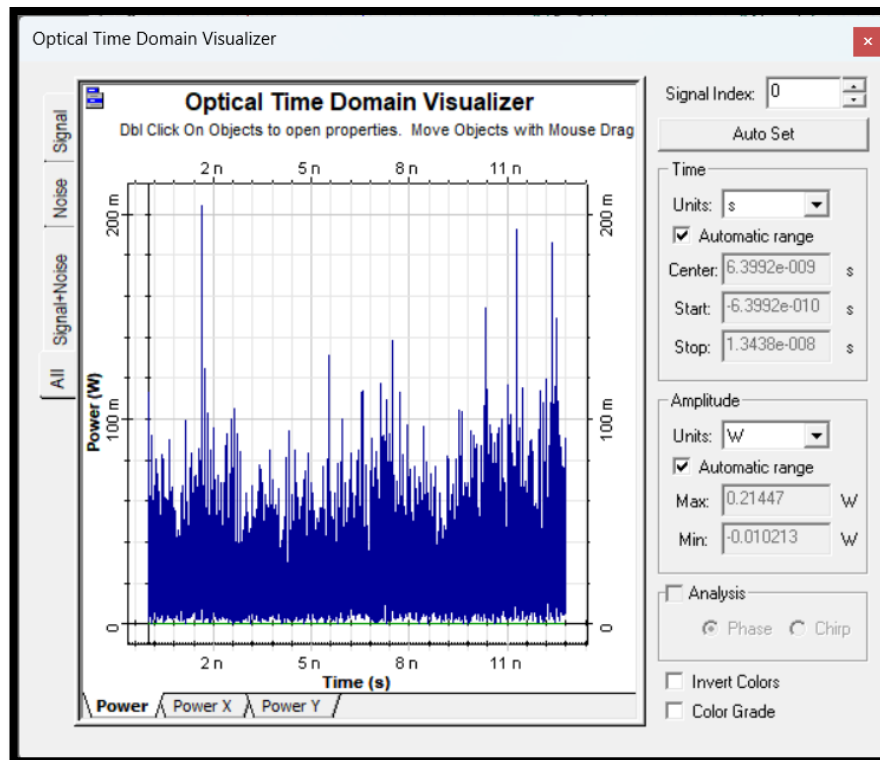 Optical Time Domain Visualizer
×
Signal
Noise
Signal+Noise
All
Optical Time Domain Visualizer
Dbl Click On Objects to open properties. Move Objects with Mouse Drag
2 n 5 n 8 n 11 n
200 m
100 m
0
Power (W)
200 m
100 m
0
2 n 5 n 8 n 11 n
Time (s)
Power Power X Power Y
Signal Index: 0
Auto Set
Time
Units: s
Automatic range
Center: 6.3992e-009 s
Start: -6.3992e-010 s
Stop: 1.3438e-008 s
Amplitude
Units: W
Automatic range
Max: 0.21447 W
Min: -0.010213 W
Analysis
Phase Chirp
Invert Colors
Color Grade